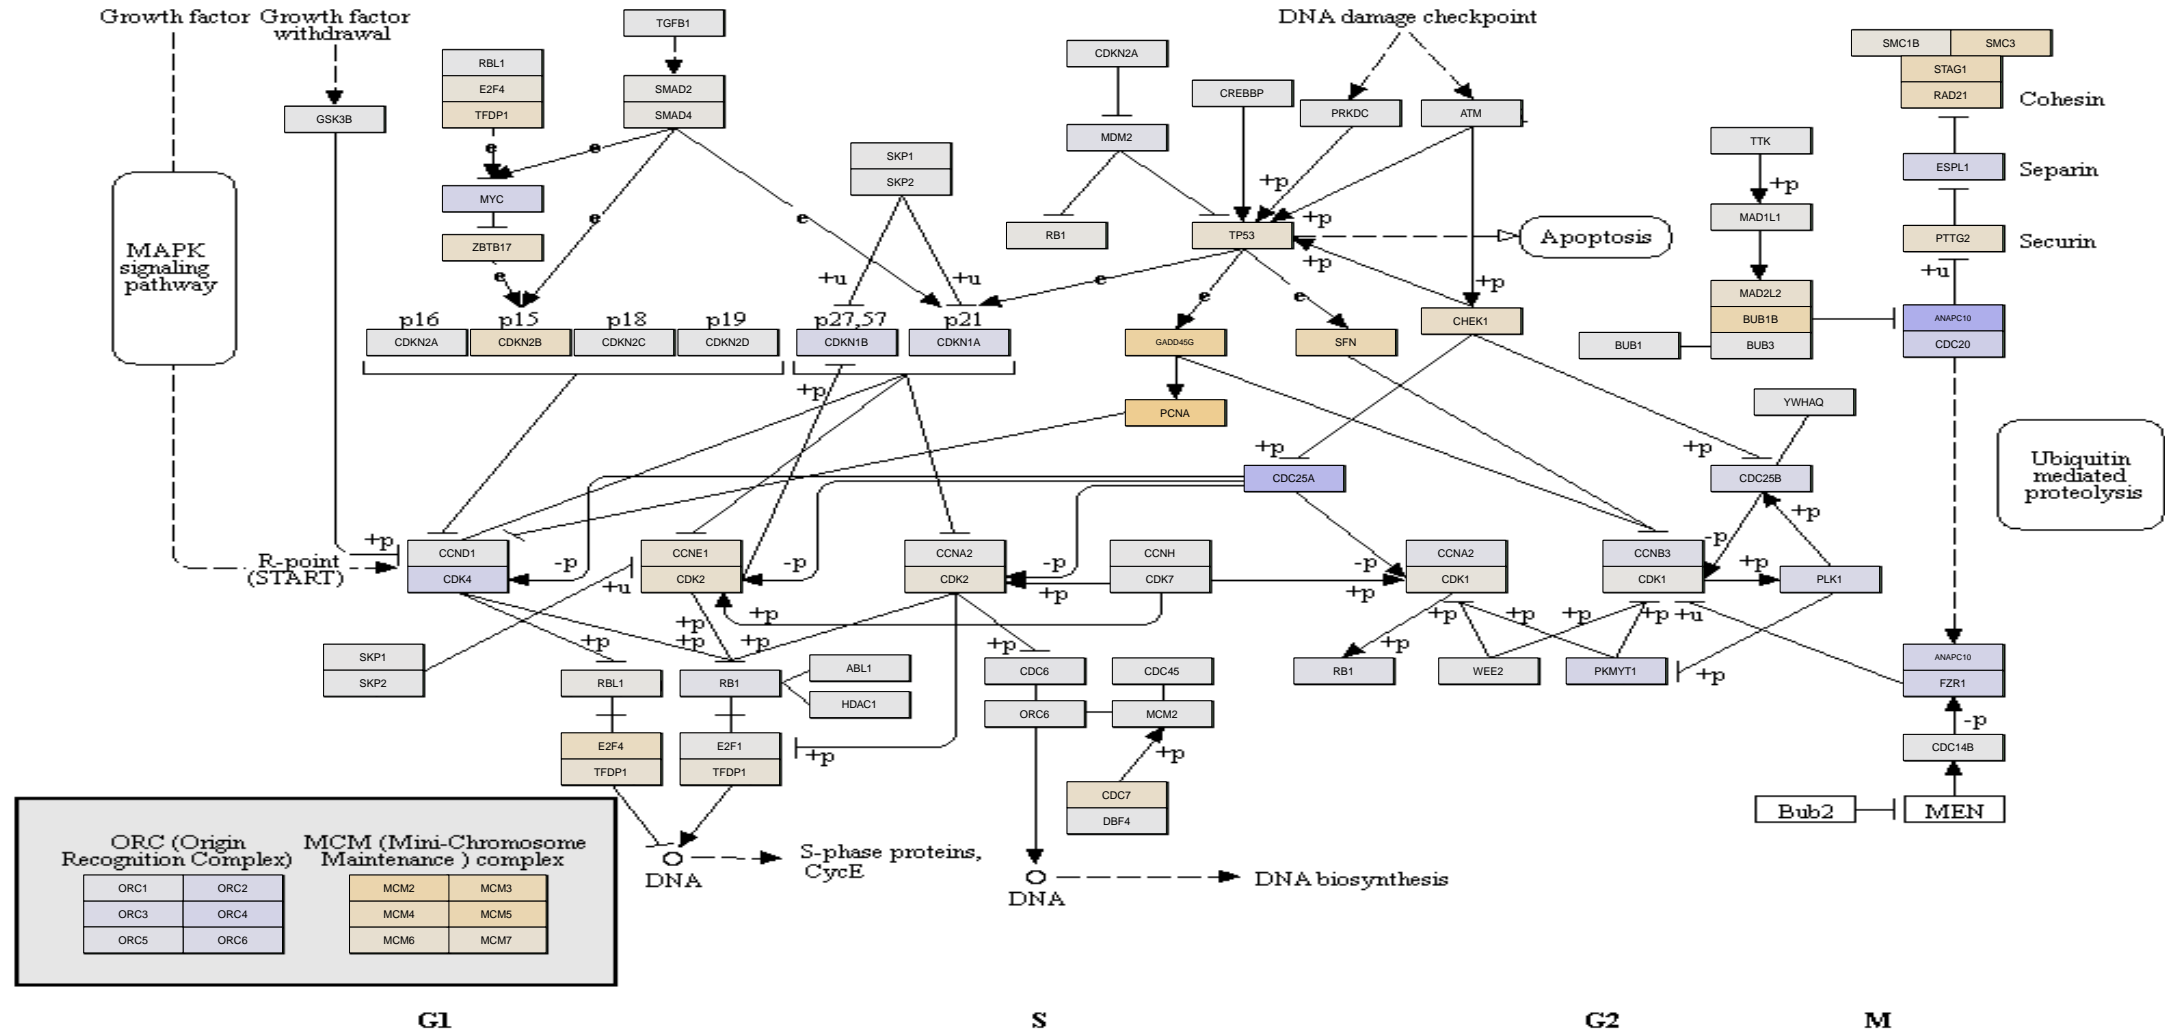 Growth factor
Growth factor
withdrawal
TGFB1
DNA damage checkpoint
SMC1B
SMC3
CDKN2A
RBL1
E2F4
TFDP1
SMAD2
SMAD4
CREBBP
STAG1
RAD21
Cohesin
GSK3B
PRKDC
ATM
MDM2
TTK
e
e
SKP1
SKP2
ESPL1
Separin
+p
+p
MYC
MAD1L1
e
e
+p
RB1
TP53
Apoptosis
PTTG2
Securin
MAPK
signaling
pathway
ZBTB17
+p
+u
e
+u
+u
e
+p
e
e
MAD2L2
BUB1B
BUB3
BUB1
p16
p15
p18
p19
p27,57
p21
CHEK1
ANAPC10
CDC20
CDKN2A
CDKN2B
CDKN2C
CDKN2D
CDKN1B
CDKN1A
GADD45G
SFN
+p
PCNA
YWHAQ
+p
+p
Ubiquitin
mediated
proteolysis
CDC25A
CDC25B
+p
+p
-p
R-point
(START)
CCND1
CDK4
-p
CCNE1
CDK2
-p
CCNA2
CDK2
-p
CCNH
CDK7
-p
CCNA2
CDK1
CCNB3
CDK1
+p
PLK1
+u
+p
+p
+p
+p
+p
+p
+p
+p
+p
+p
+p
+u
+p
+p
SKP1
SKP2
RBL1
RB1
ABL1
HDAC1
CDC6
CDC45
RB1
WEE2
PKMYT1
ANAPC10
FZR1
ORC6
MCM2
-p
E2F4
TFDP1
E2F1
TFDP1
+p
+p
CDC14B
CDC7
DBF4
Bub2
MEN
ORC (Origin
Recognition Complex)
MCM (Mini-Chromosome
Maintenance ) complex
DNA
S-phase proteins,
CycE
DNA
DNA biosynthesis
ORC1
ORC2
MCM2
MCM3
ORC3
ORC4
MCM4
MCM5
ORC5
ORC6
MCM6
MCM7
G1
S
G2
M